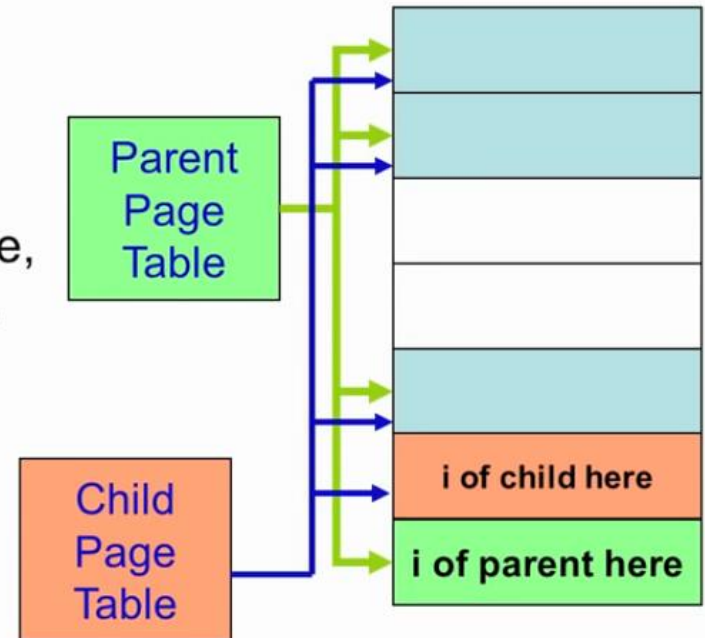 Parent
Page
Table
e,
Child
Page
Table
i of child here
i of parent here